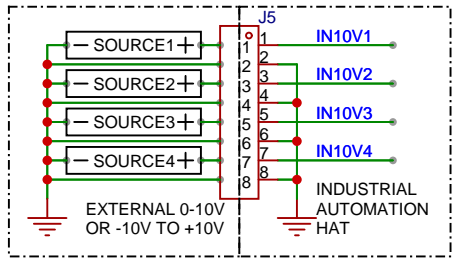 J5
SOURCE1
SOURCE2
SOURCE3
SOURCE4
1
2
3
4
5
6
7
8
1
2
3
4
5
6
7
8
IN10V1
IN10V2
IN10V3
IN10V4
EXTERNAL 0-10V
OR -10V TO +10V
INDUSTRIAL
AUTOMATION
HAT